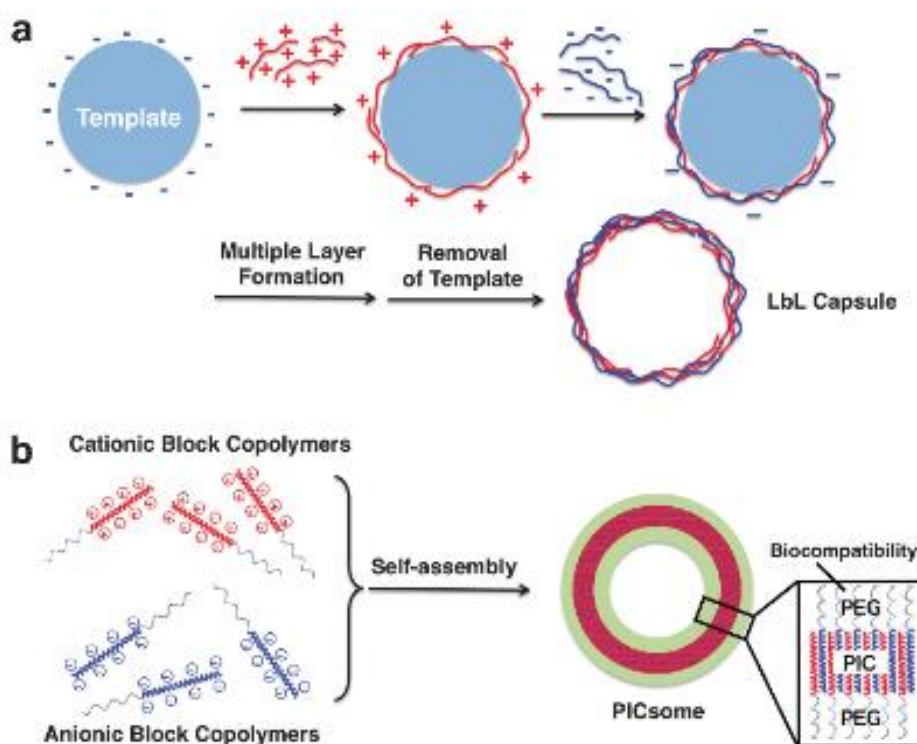 a
Template
Multiple Layer
Formation
Removal
of Template
LbL Capsule
b
Cationic Block Copolymers
Self-assembly
Anionic Block Copolymers
PICsome
Biocompatibility
PEG
PIC
PEG